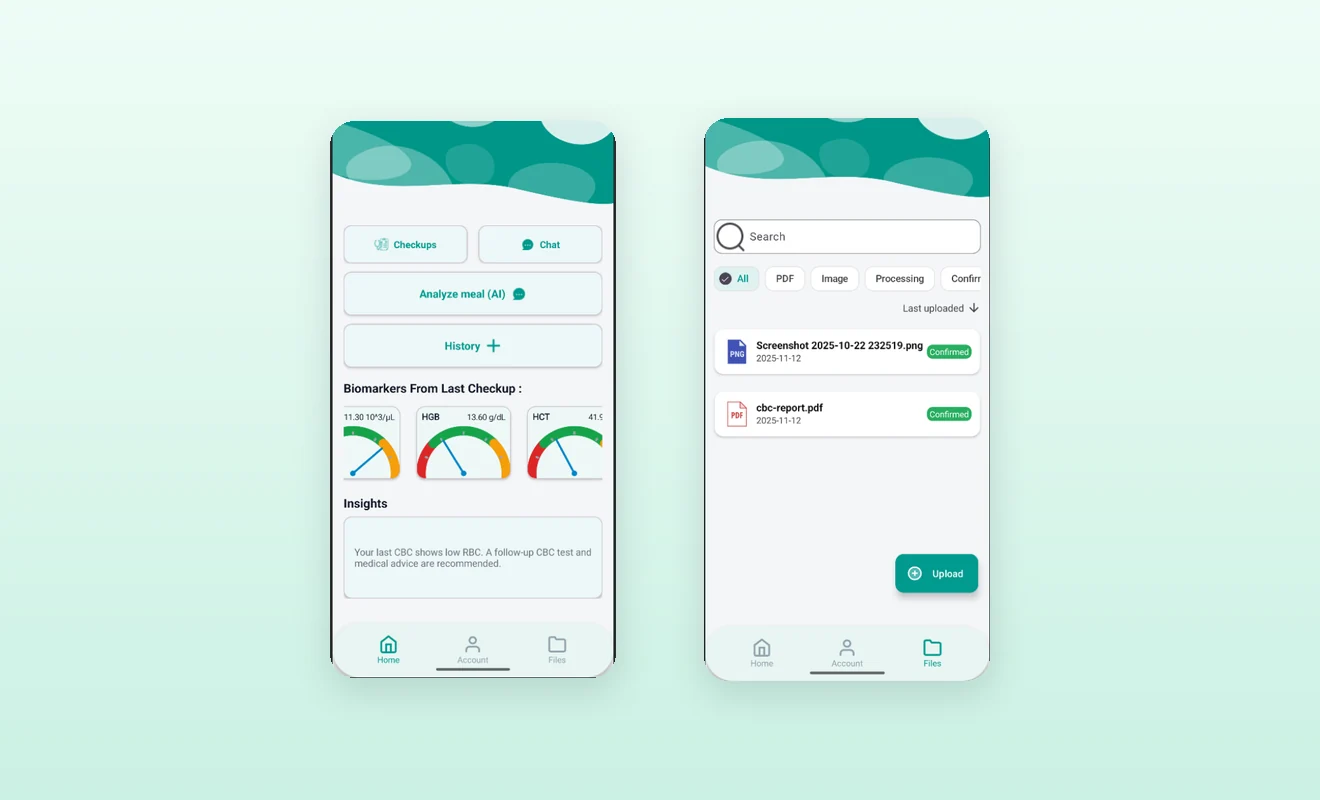 Checkups
Chat
Analyze meal (AI)
History
Biomarkers From Last Checkup :
11.30 10^3/µL
HGB 13.60 g/dL
HCT 41.9
Insights
Your last CBC shows low RBC. A follow-up CBC test and
medical advice are recommended.
Home
Account
Files
Search
All
PDF
Image
Processing
Confirr
Last uploaded
PNG
Screenshot 2025-10-22 232519.png
2025-11-12
Confirmed
PDF
cbc-report.pdf
2025-11-12
Confirmed
Upload
Home
Account
Files